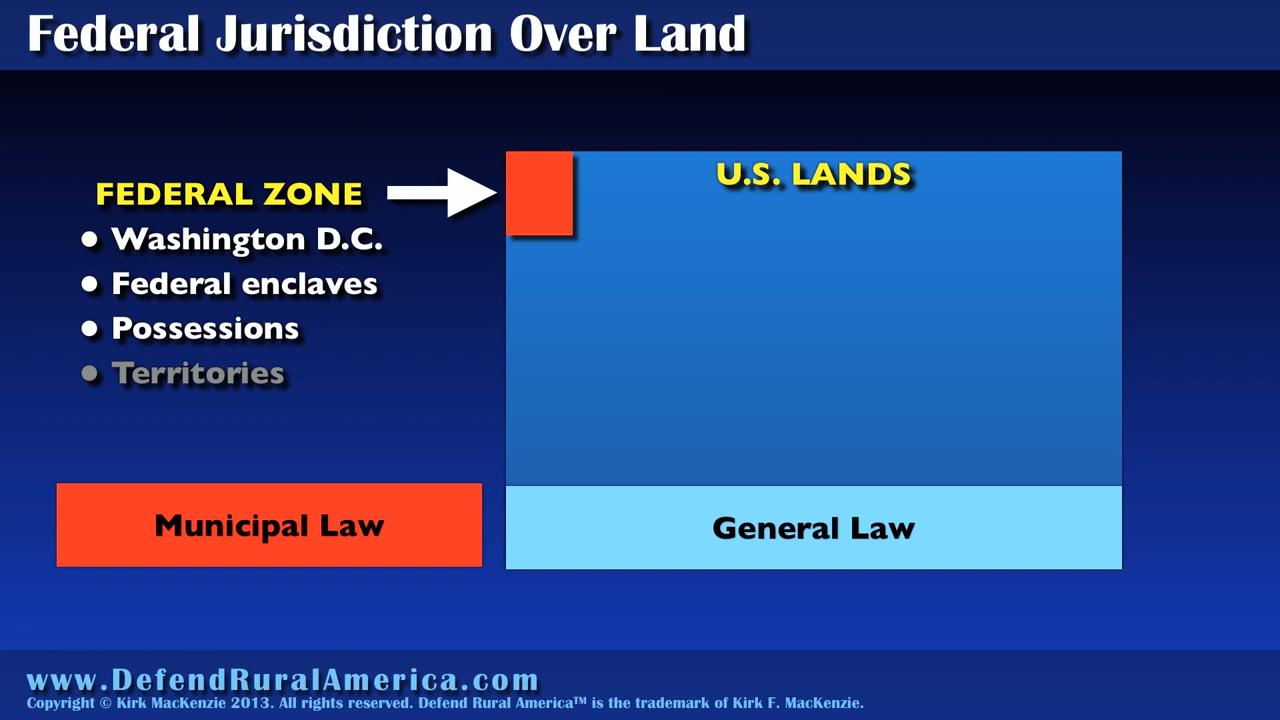 Federal Jurisdiction Over Land
FEDERAL ZONE
U.S. LANDS
● Washington D.C.
● Federal enclaves
● Possessions
● Territories
Municipal Law
General Law
www.DefendRuralAmerica.com
Copyright © Kirk MacKenzie 2013. All rights reserved. Defend Rural America™ is the trademark of Kirk F. MacKenzie.